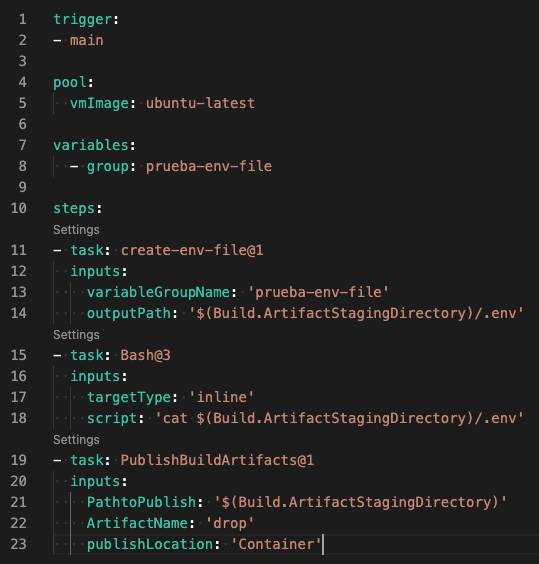 1 trigger:
2 - main
3
4 pool:
5   vmImage: ubuntu-latest
6
7 variables:
8   - group: prueba-env-file
9
10 steps:
Settings
11 - task: create-env-file@1
12   inputs:
13     variableGroupName: 'prueba-env-file'
14     outputPath: '$(Build.ArtifactStagingDirectory)/.env'
Settings
15 - task: Bash@3
16   inputs:
17     targetType: 'inline'
18     script: 'cat $(Build.ArtifactStagingDirectory)/.env'
Settings
19 - task: PublishBuildArtifacts@1
20   inputs:
21     PathtoPublish: '$(Build.ArtifactStagingDirectory)'
22     ArtifactName: 'drop'
23     publishLocation: 'Container'